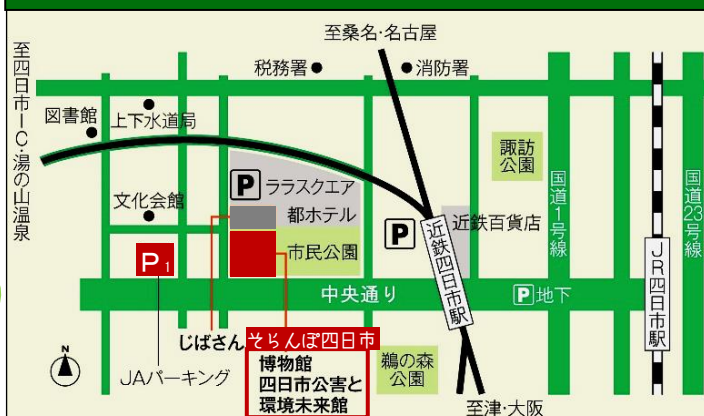 至桑名・名古屋
至四日市IC・湯の山温泉
税務署
消防署
図書館
上下水道局
諏訪
公園
P ララスクエア
文化会館
都ホテル
近鉄百貨店
国道1号線
国道23号線
P
P1
市民公園
近鉄四日市駅
JR四日市駅
中央通り
P地下
じばさん
そらんぽ四日市
N
JAパーキング
博物館
四日市公害と
環境未来館
鵜の森
公園
至津・大阪